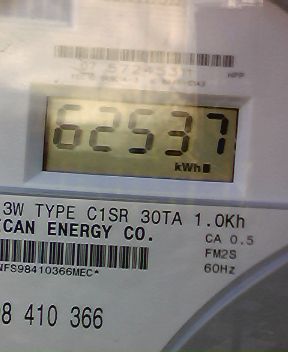 62537
kWh
3W TYPE C1SR 30TA 1.0Kh
CAN ENERGY CO.
CA 0.5
NFS98410366MEC*
FM2S
60Hz
8 410 366